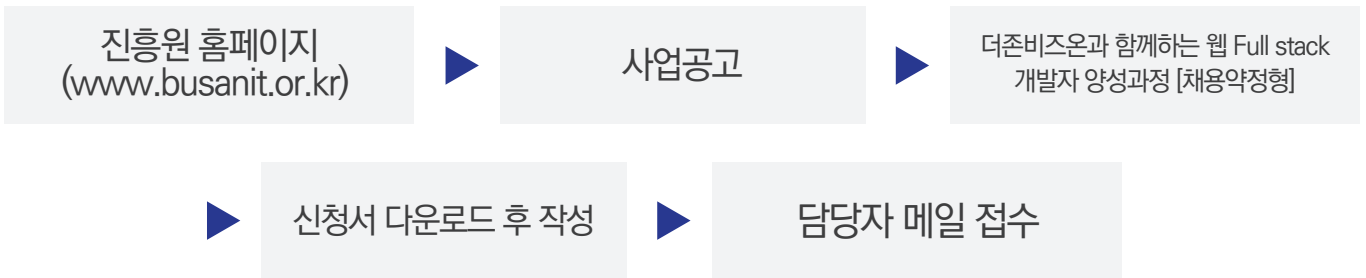 진흥원 홈페이지
(www.busanit.or.kr)
사업공고
더존비즈온과 함께하는 웹 Full stack
개발자 양성과정 [채용약정형]
신청서 다운로드 후 작성
담당자 메일 접수